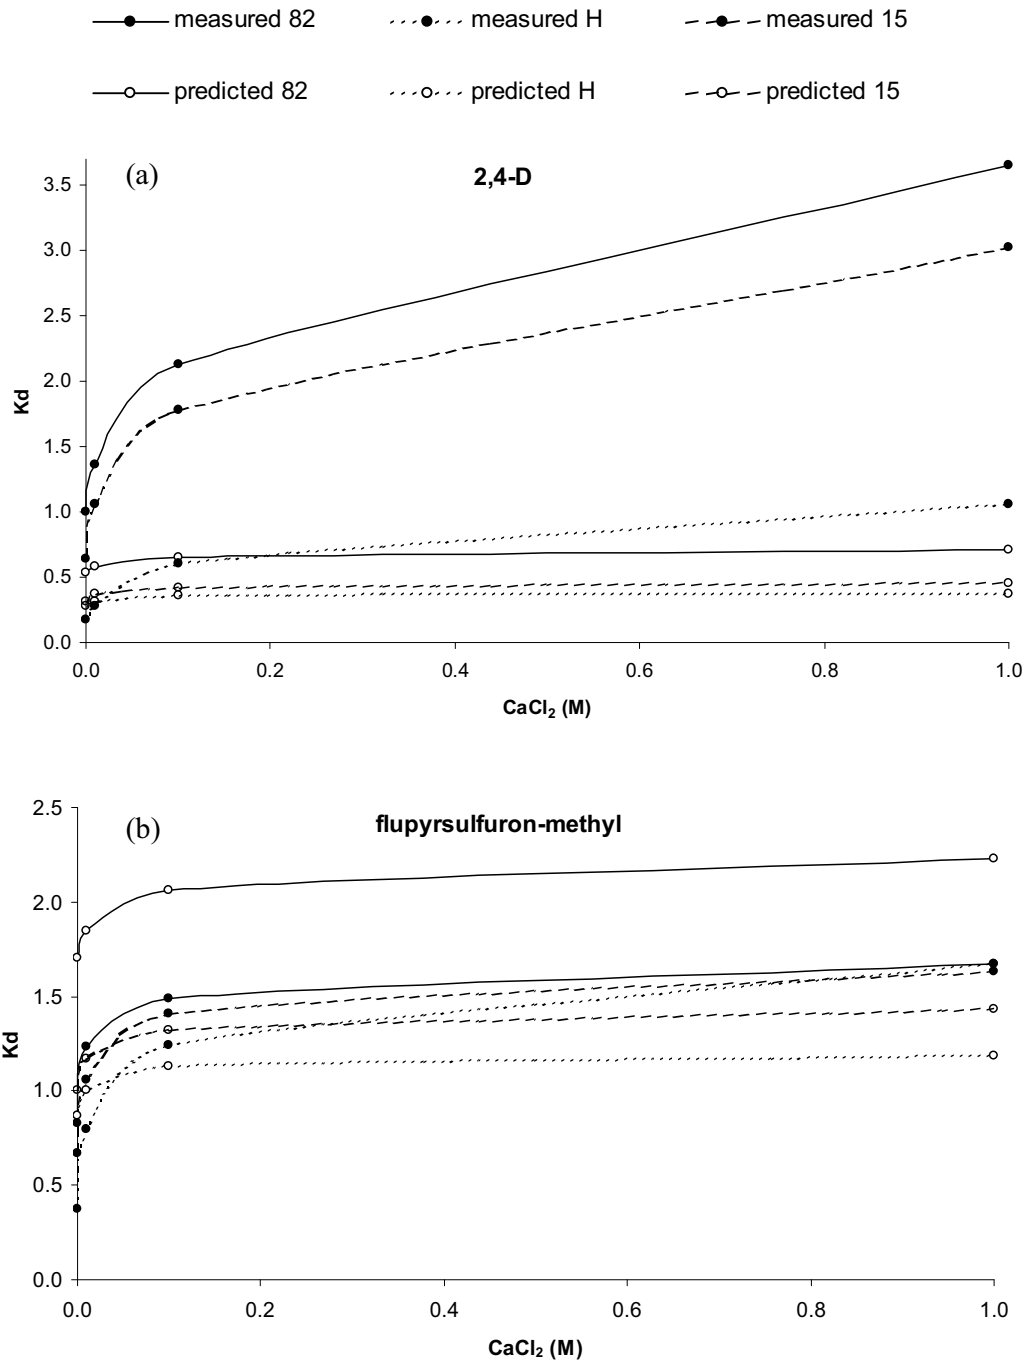 measured 82 measured H measured 15
predicted 82 predicted H predicted 15
(a) 2,4-D
3.5
3.0
2.5
2.0
Kd
1.5
1.0
0.5
0.0
0.0 0.2 0.4 0.6 0.8 1.0
CaCl₂ (M)
2.5
(b) flupyrsulfuron-methyl
2.0
1.5
Kd
1.0
0.5
0.0
0.0 0.2 0.4 0.6 0.8 1.0
CaCl₂ (M)